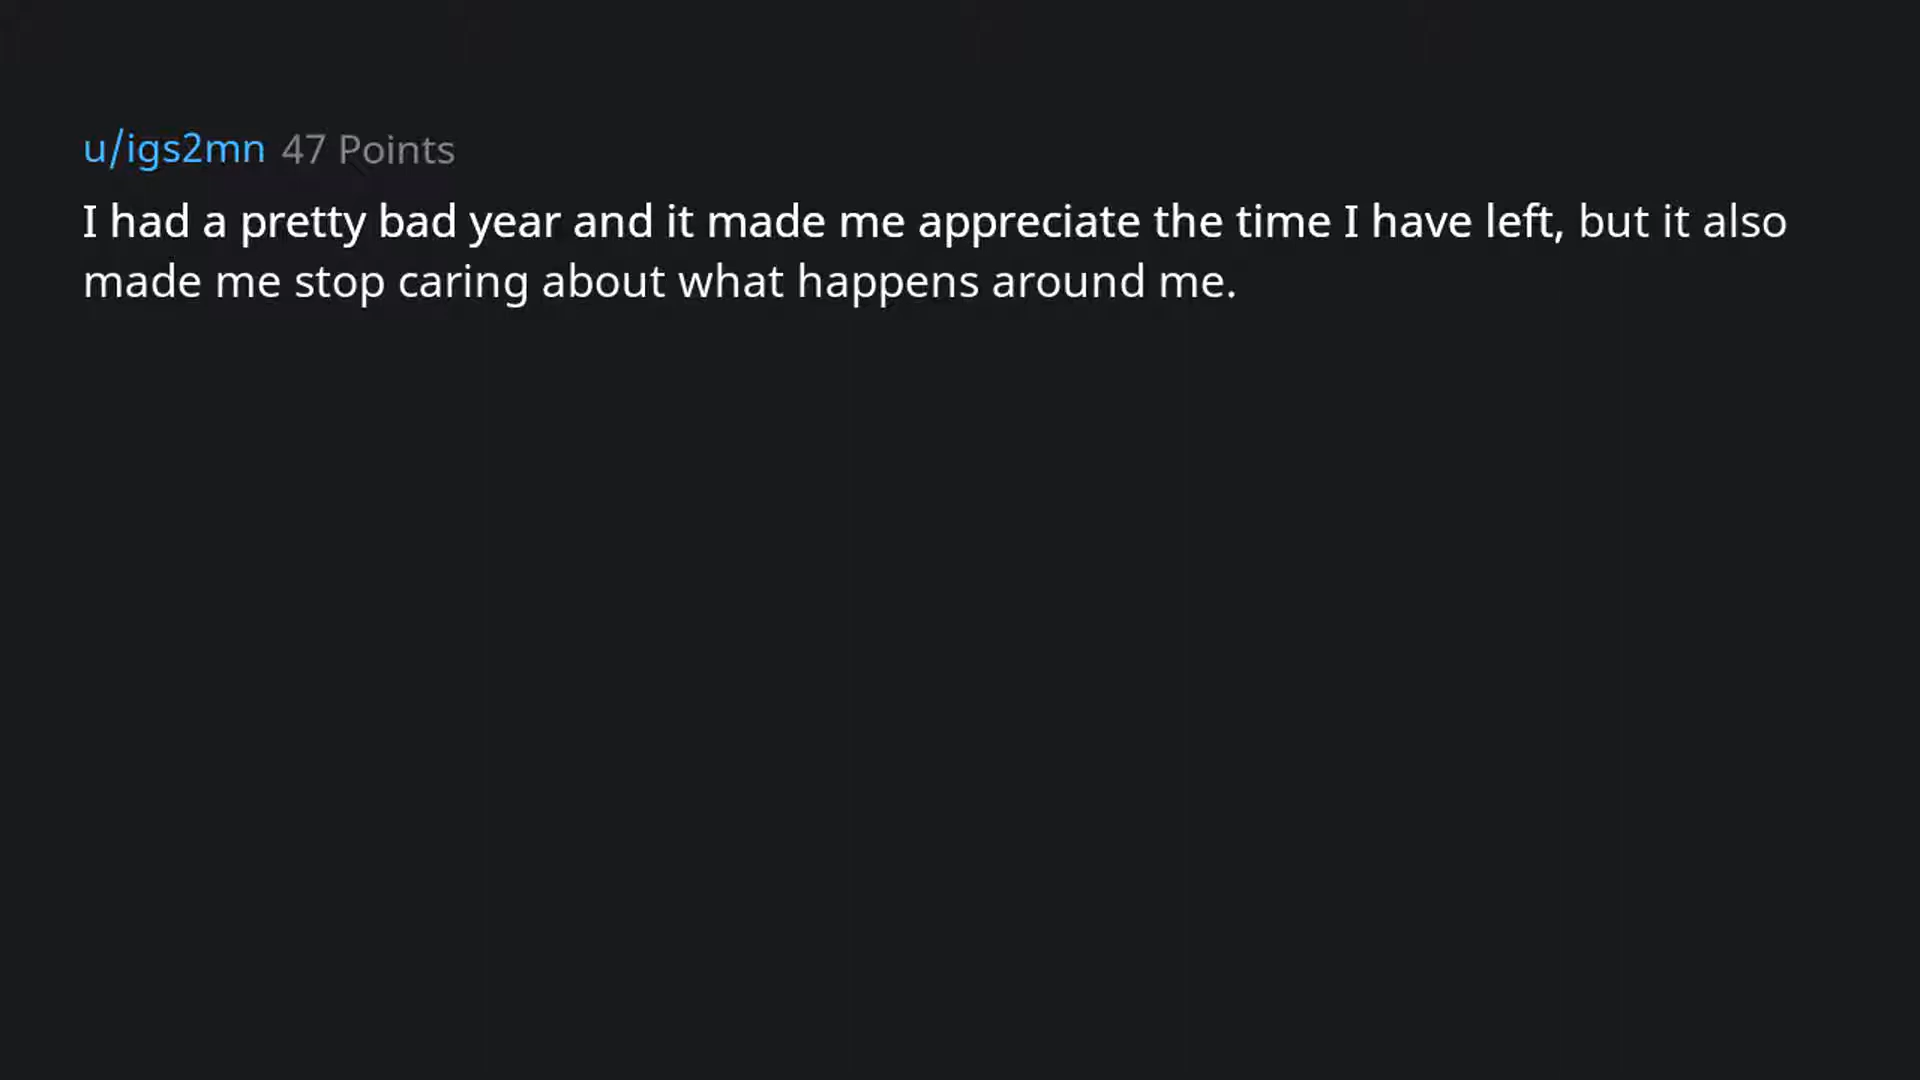 u/igs2mn 47 Points
I had a pretty bad year and it made me appreciate the time I have left, but it also
made me stop caring about what happens around me.